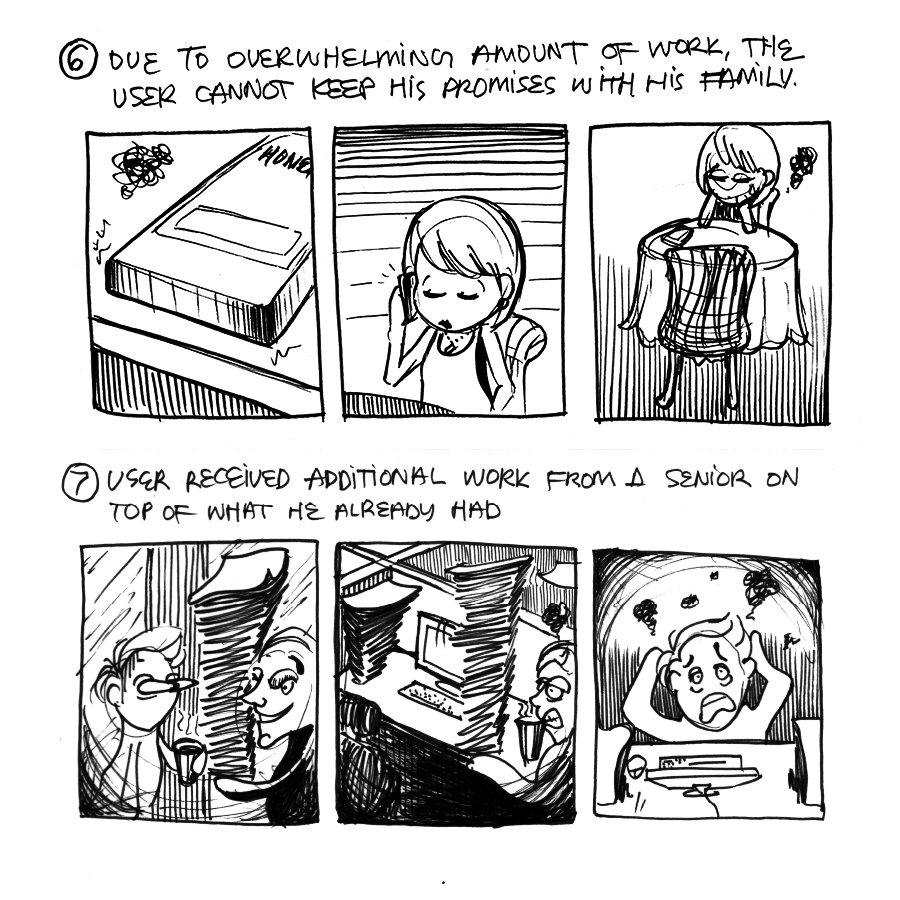 6 DUE TO OVERWHELMING AMOUNT OF WORK, THE
USER CANNOT KEEP HIS PROMISES WITH HIS FAMILY.
HONE
7 USER RECEIVED ADDITIONAL WORK FROM A SENIOR ON
TOP OF WHAT HE ALREADY HAD